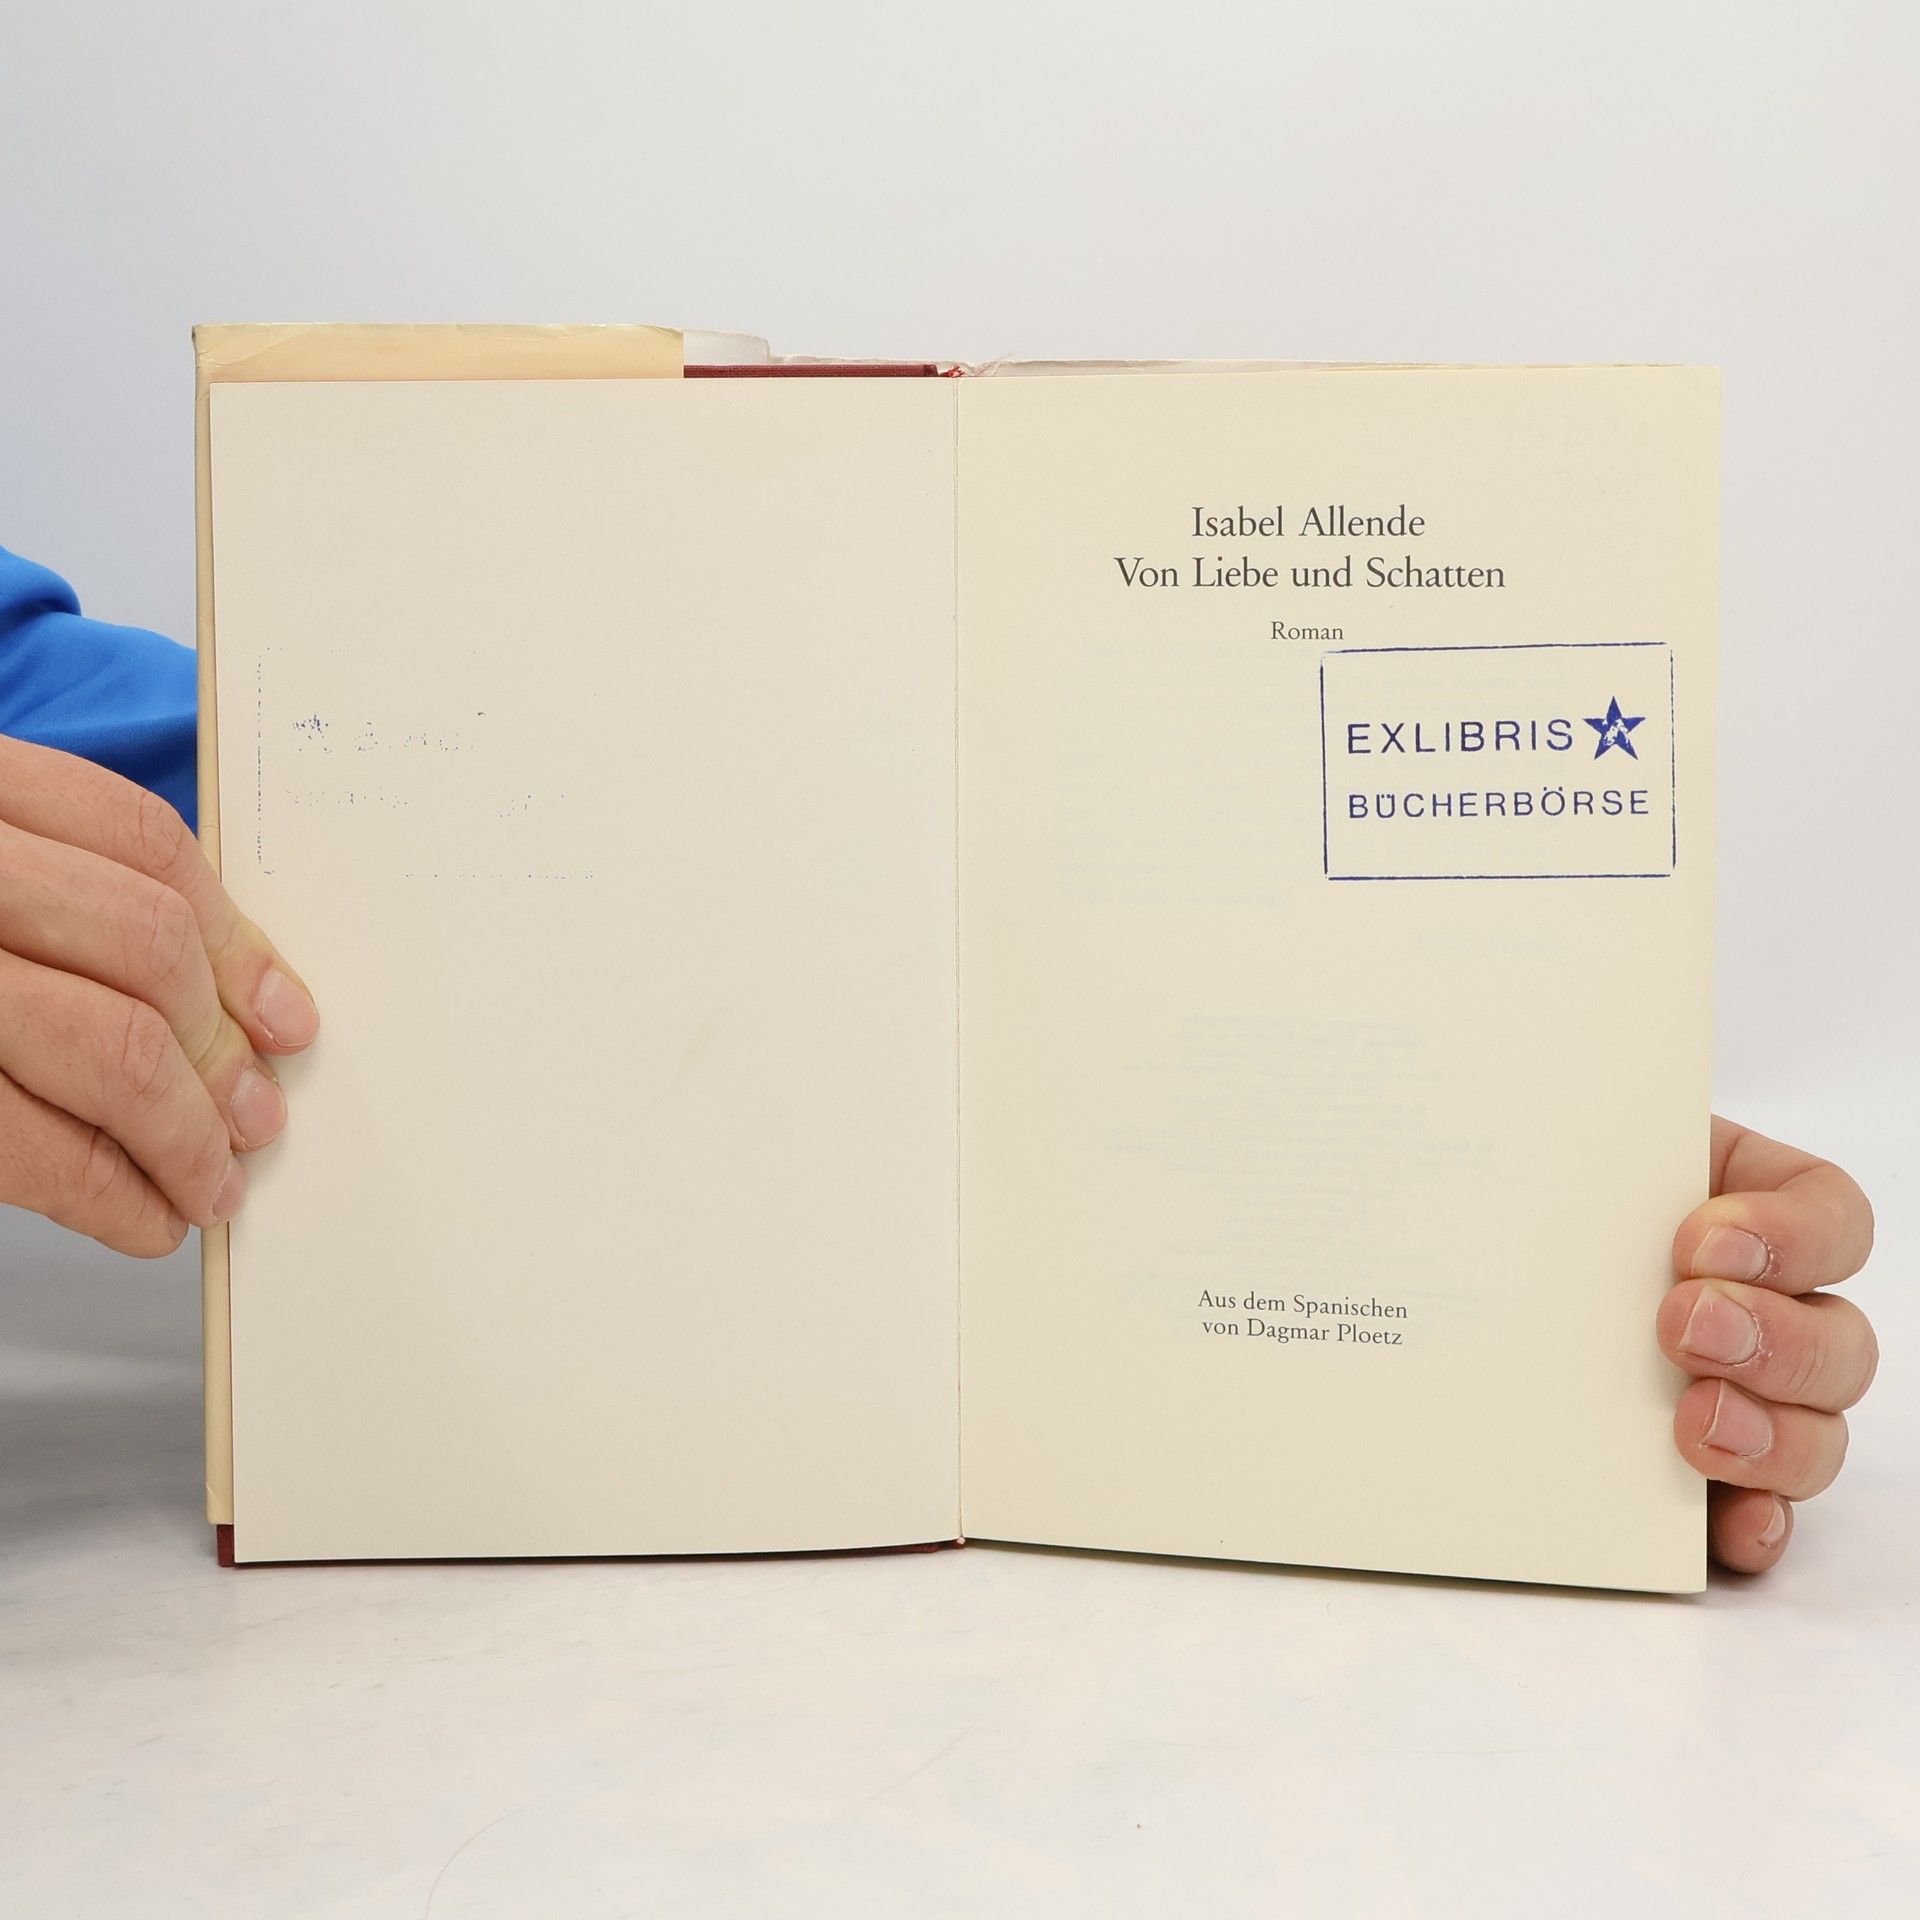 Isabel Allende
Von Liebe und Schatten
Roman
EXLIBRIS
BÜCHERBÖRSE
Aus dem Spanischen
von Dagmar Ploetz